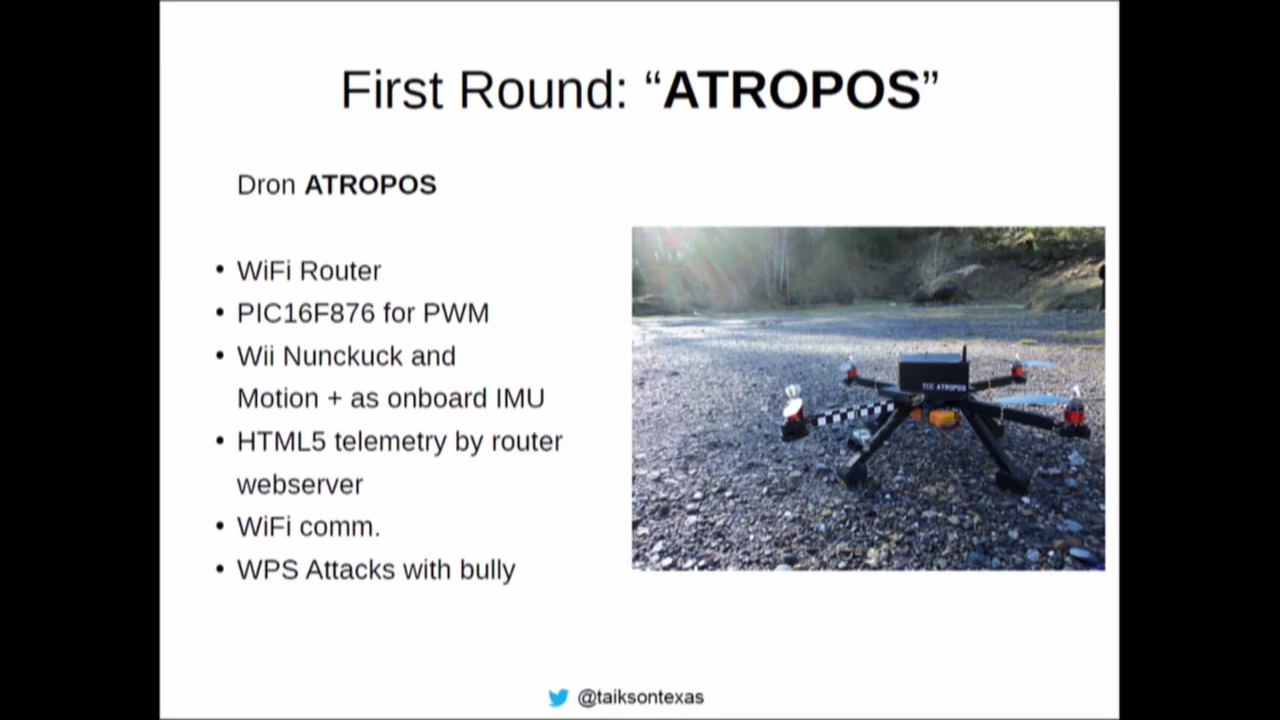 First Round: “ATROPOS”
Dron ATROPOS
• WiFi Router
• PIC16F876 for PWM
• Wii Nunckuck and
Motion + as onboard IMU
• HTML5 telemetry by router
webserver
• WiFi comm.
• WPS Attacks with bully
TCC ATROPOS
@taiksontexas